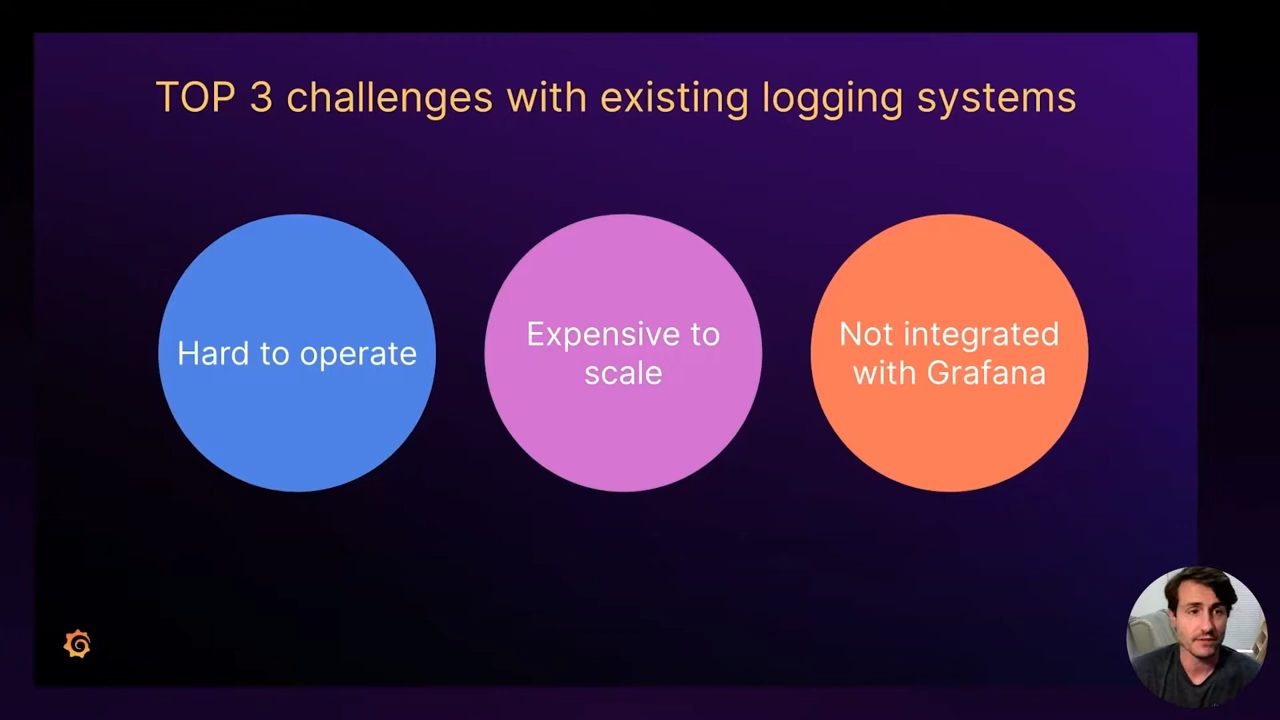 TOP 3 challenges with existing logging systems
Hard to operate
Expensive to
scale
Not integrated
with Grafana